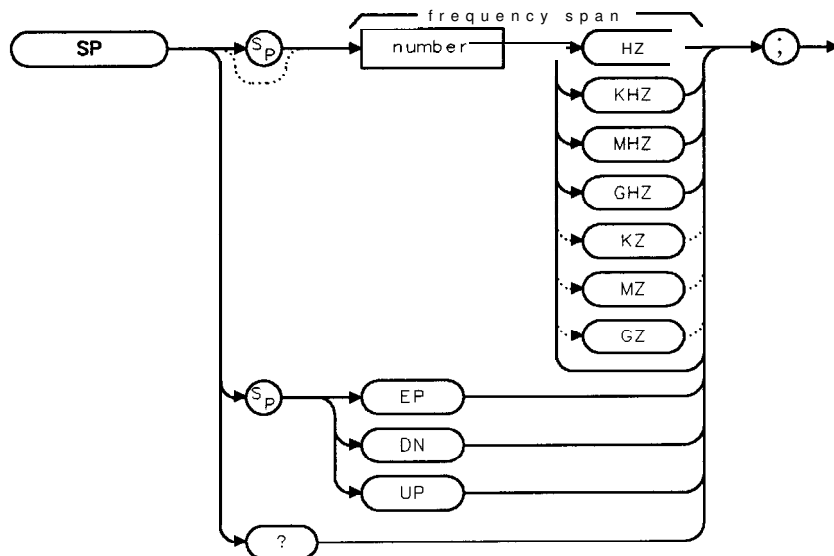 frequency span
SP
SP
number
HZ
;
KHZ
MHZ
GHZ
KZ
MZ
GZ
SP
EP
DN
UP
?